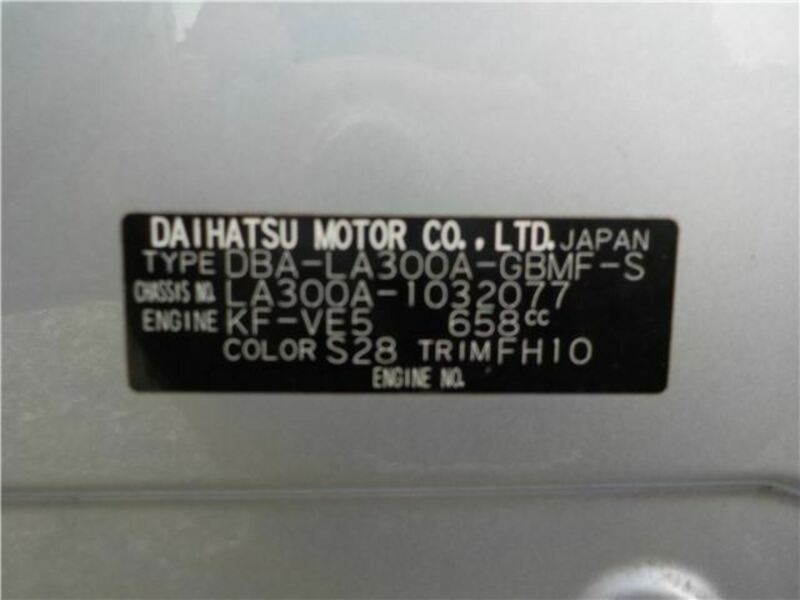 DAIHATSU MOTOR CO., LTD. JAPAN
TYPE DBA-LA300A-GBMF-S
CHASSIS NO. LA300A-1032077
ENGINE KF-VE5 658cc
COLOR S28 TRIM FH10
ENGINE NO.